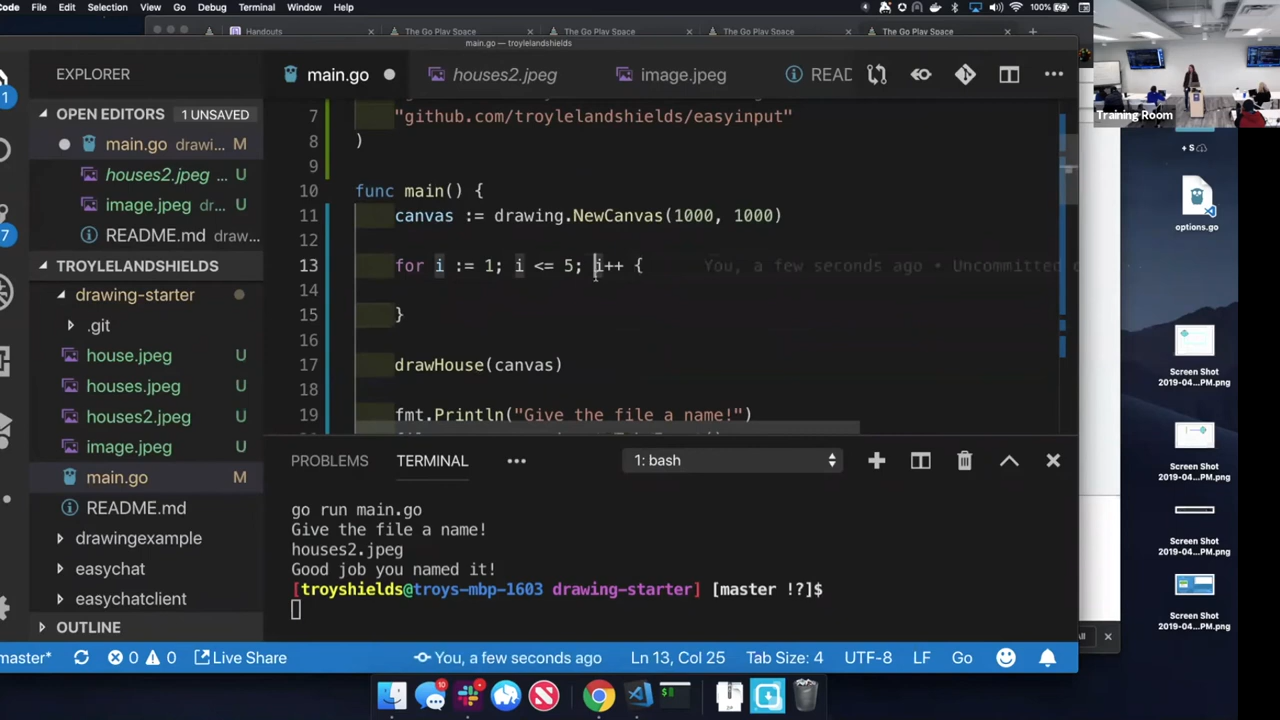 Code File Edit Selection View Go Debug Terminal Window Help 100%
Handouts The Go Play Space The Go Play Space The Go Play Space The Go Play Space
main.go — troylelandshields
EXPLORER
main.go houses2.jpeg image.jpeg READ
OPEN EDITORS 1 UNSAVED
main.go drawi... M
houses2.jpeg ... U
image.jpeg dr... U
README.md draw...
TROYLELANDSHIELDS
drawing-starter
.git
house.jpeg U
houses.jpeg U
houses2.jpeg U
image.jpeg U
main.go M
README.md
drawingexample
easychat
easychatclient
OUTLINE
7 "github.com/troylelandshields/easyinput"
8 )
9
10 func main() {
11 canvas := drawing.NewCanvas(1000, 1000)
12
13 for i := 1; i <= 5; i++ { You, a few seconds ago • Uncommitted
14
15 }
16
17 drawHouse(canvas)
18
19 fmt.Println("Give the file a name!")
PROBLEMS TERMINAL 1: bash
go run main.go
Give the file a name!
houses2.jpeg
Good job you named it!
[troyshields@troys-mbp-1603 drawing-starter] [master !?]$
master* 0 0 Live Share You, a few seconds ago Ln 13, Col 25 Tab Size: 4 UTF-8 LF Go
Training Room
+ S
options.go
Screen Shot
2019-04...PM.png
Screen Shot
2019-04...PM.png
Screen Shot
2019-04...PM.png
Screen Shot
2019-04...PM.png
1
7
10